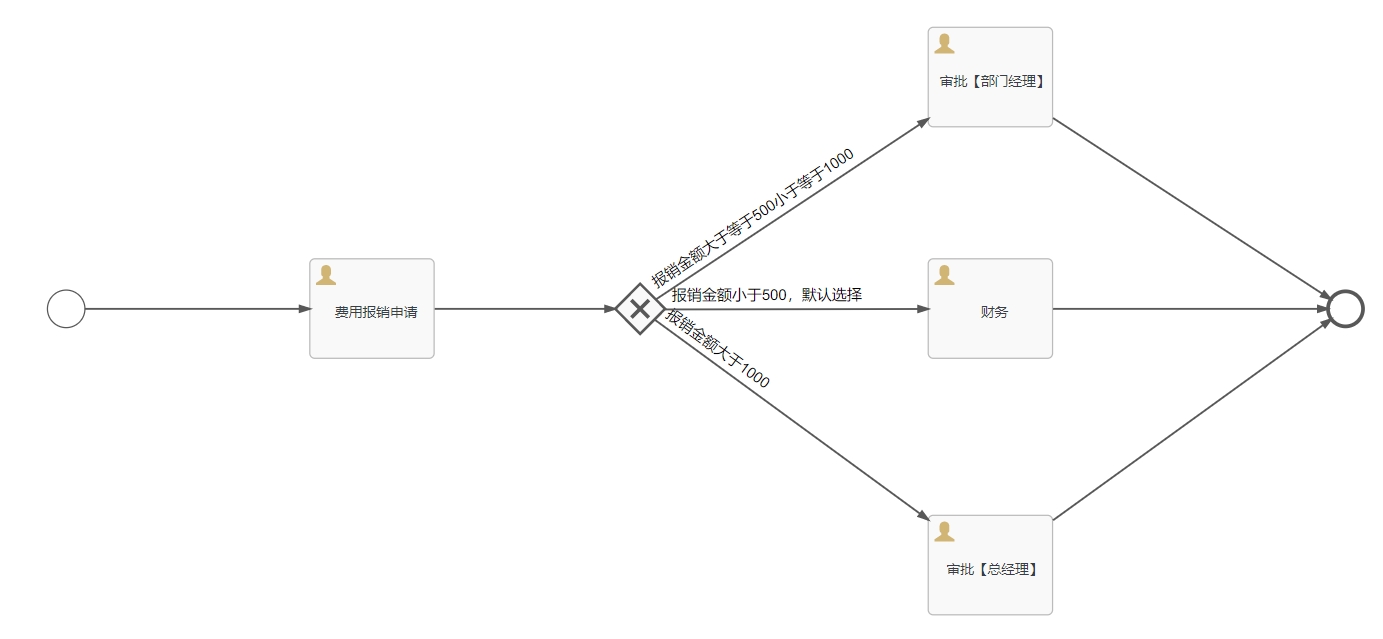 审批【部门经理】
报销金额大于等于500小于等于1000
费用报销申请
报销金额小于500，默认选择
财务
报销金额大于1000
审批【总经理】